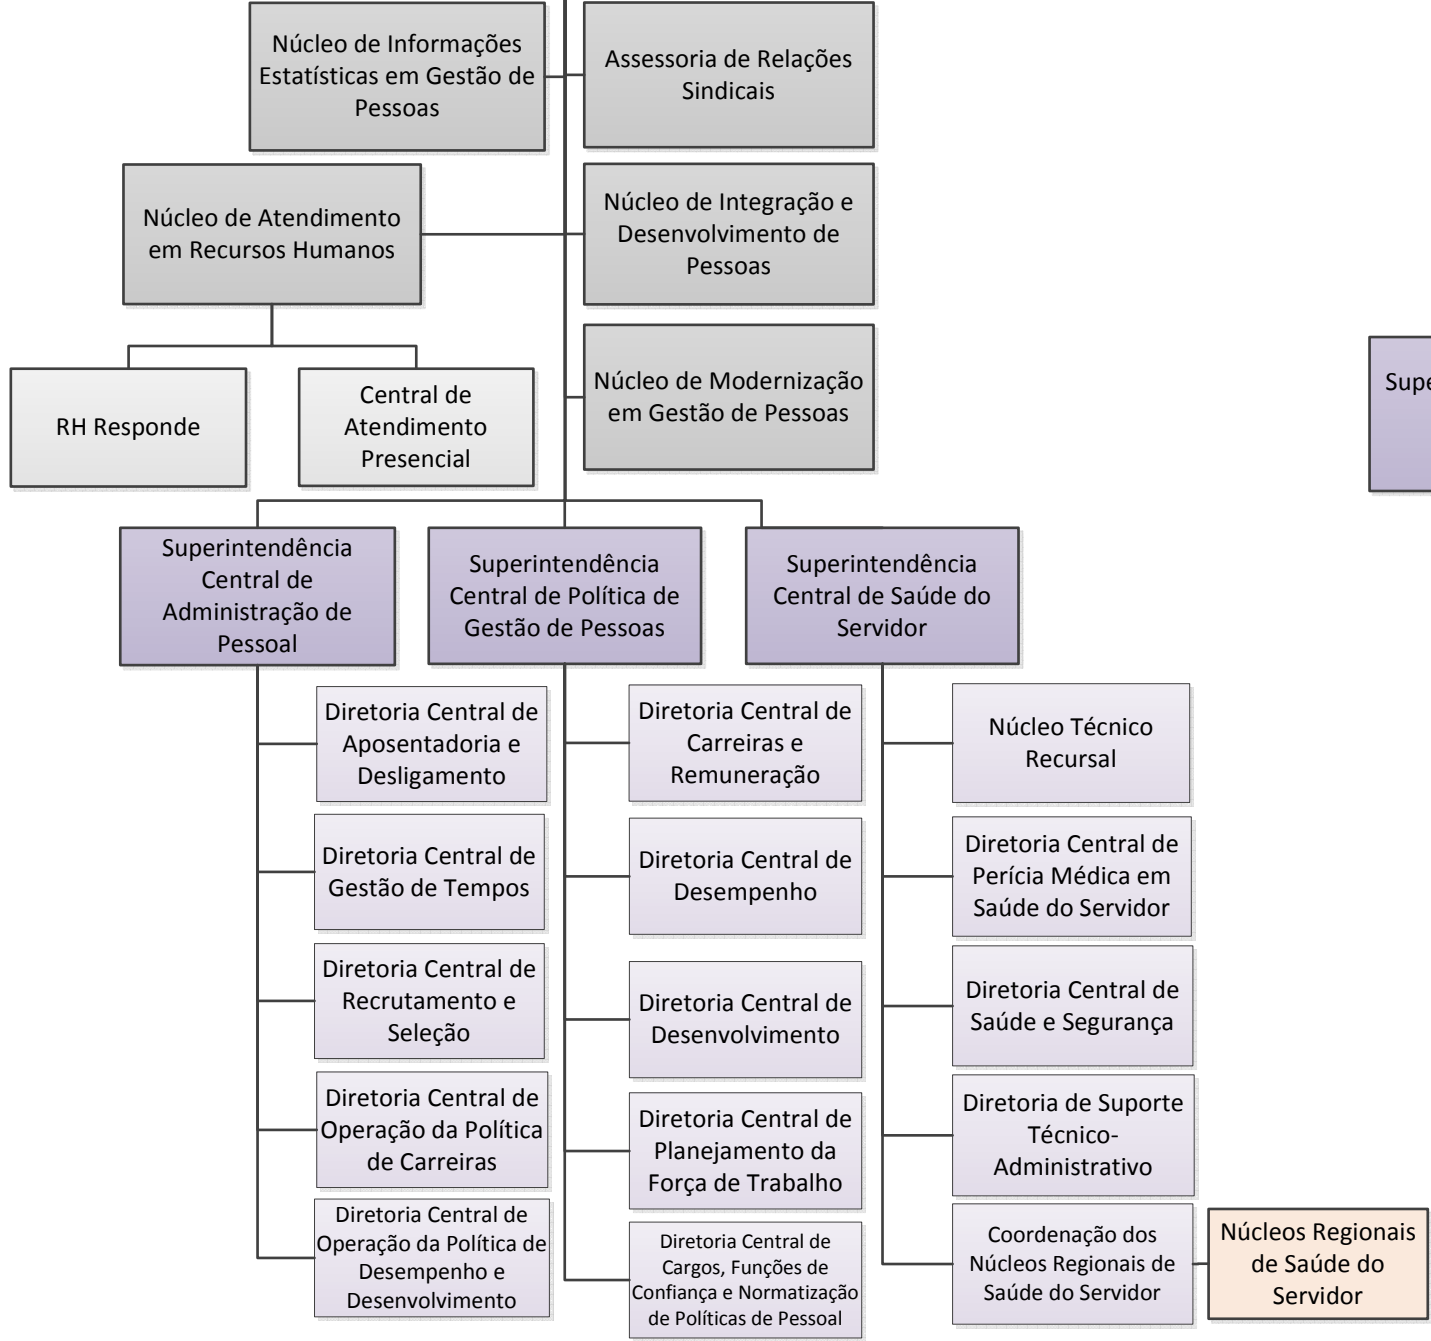 Núcleo de Informações
Estatísticas em Gestão de
Pessoas
Assessoria de Relações
Sindicais
Núcleo de Atendimento
em Recursos Humanos
Núcleo de Integração e
Desenvolvimento de
Pessoas
RH Responde
Central de
Atendimento
Presencial
Núcleo de Modernização
em Gestão de Pessoas
Superintendência
Central de
Administração de
Pessoal
Superintendência
Central de Política de
Gestão de Pessoas
Superintendência
Central de Saúde do
Servidor
Diretoria Central de
Aposentadoria e
Desligamento
Diretoria Central de
Gestão de Tempos
Diretoria Central de
Recrutamento e
Seleção
Diretoria Central de
Operação da Política
de Carreiras
Diretoria Central de
Operação da Política de
Desempenho e
Desenvolvimento
Diretoria Central de
Carreiras e
Remuneração
Diretoria Central de
Desempenho
Diretoria Central de
Desenvolvimento
Diretoria Central de
Planejamento da
Força de Trabalho
Diretoria Central de
Cargos, Funções de
Confiança e Normatização
de Políticas de Pessoal
Núcleo Técnico
Recursal
Diretoria Central de
Perícia Médica em
Saúde do Servidor
Diretoria Central de
Saúde e Segurança
Diretoria de Suporte
Técnico-
Administrativo
Coordenação dos
Núcleos Regionais de
Saúde do Servidor
Núcleos Regionais
de Saúde do
Servidor